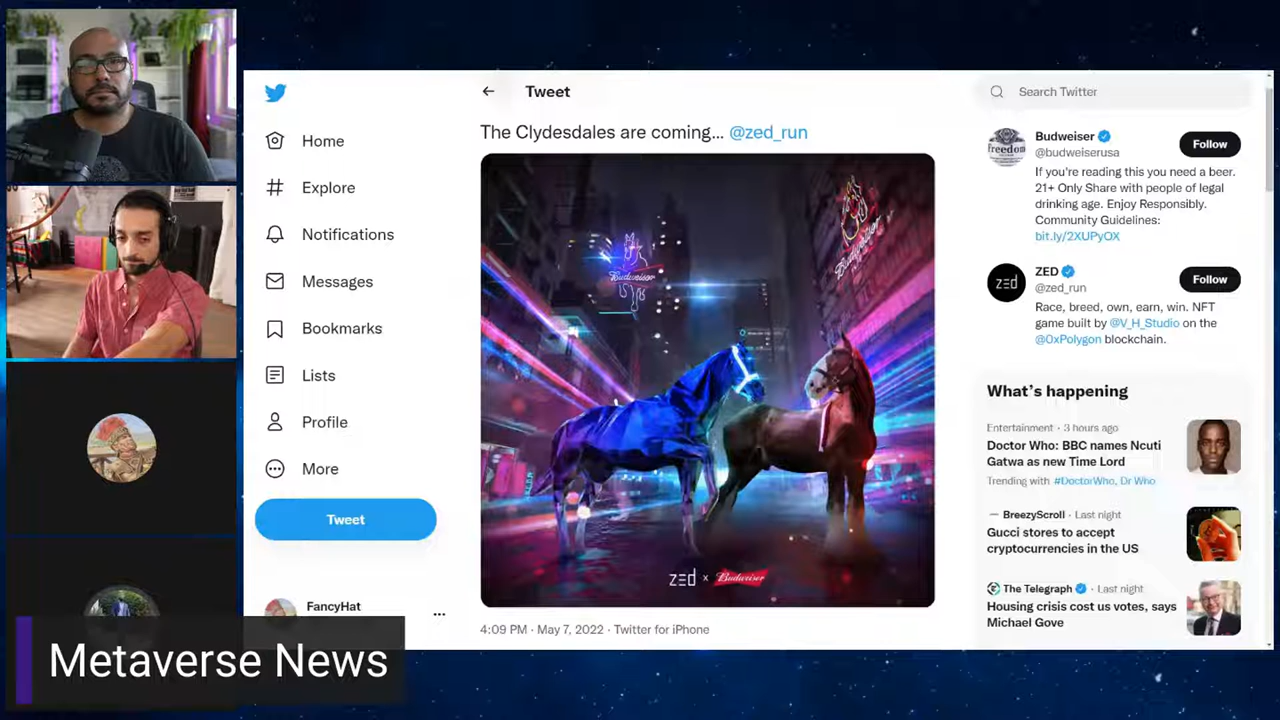 Tweet
Search Twitter
The Clydesdales are coming... @zed_run
Home
Explore
Notifications
Messages
Bookmarks
Lists
Profile
More
Tweet
FancyHat
Budweiser
Budweiser
zed x Budweiser
4:09 PM · May 7, 2022 · Twitter for iPhone
freedom
Budweiser
@budweiserusa
Follow
If you're reading this you need a beer.
21+ Only Share with people of legal
drinking age. Enjoy Responsibly.
Community Guidelines:
bit.ly/2XUPyOX
zed
ZED
@zed_run
Follow
Race, breed, own, earn, win. NFT
game built by @V_H_Studio on the
@0xPolygon blockchain.
What's happening
Entertainment · 3 hours ago
Doctor Who: BBC names Ncuti
Gatwa as new Time Lord
Trending with #DoctorWho, Dr Who
BreezyScroll · Last night
Gucci stores to accept
cryptocurrencies in the US
The Telegraph · Last night
Housing crisis cost us votes, says
Michael Gove
Metaverse News